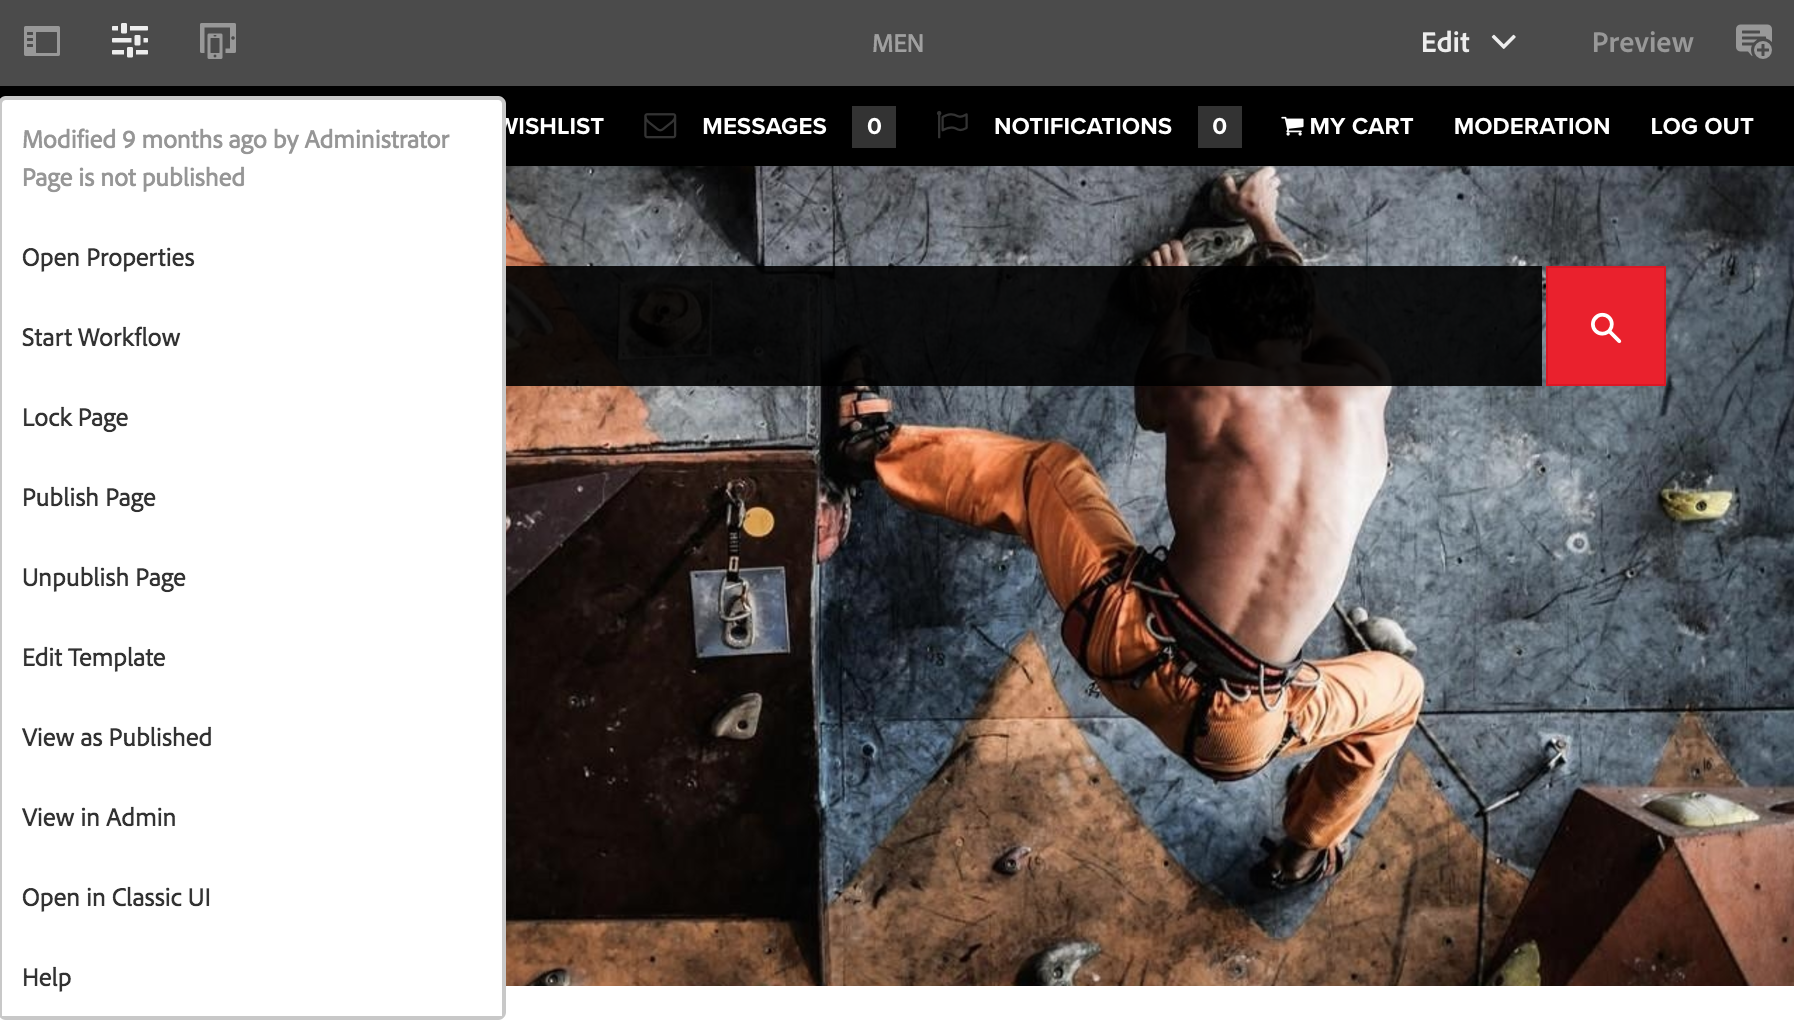 MEN
Edit
Preview
WISHLIST
MESSAGES
0
NOTIFICATIONS
0
MY CART
MODERATION
LOG OUT
Modified 9 months ago by Administrator
Page is not published
Open Properties
Start Workflow
Lock Page
Publish Page
Unpublish Page
Edit Template
View as Published
View in Admin
Open in Classic UI
Help